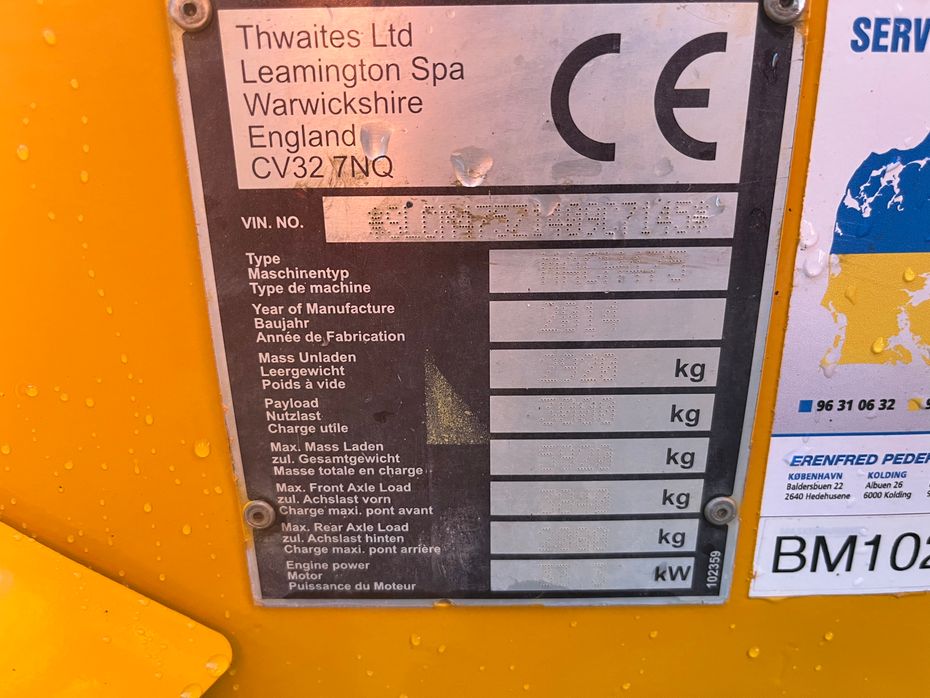 Thwaites Ltd
Leamington Spa
Warwickshire
England
CV32 7NQ
CE
VIN. NO.
Type
Maschinentyp
Type de machine
Year of Manufacture
Baujahr
Année de Fabrication
2014
Mass Unladen
Leergewicht
Poids à vide
kg
Payload
Nutzlast
Charge utile
kg
Max. Mass Laden
zul. Gesamtgewicht
Masse totale en charge
kg
Max. Front Axle Load
zul. Achslast vorn
Charge maxi. pont avant
kg
Max. Rear Axle Load
zul. Achslast hinten
Charge maxi. pont arrière
kg
Engine power
Motor
Puissance du Moteur
kW
102359
SERV
96 31 06 32
ERENFRED PEDER
KØBENHAVN KOLDING
Baldersbuen 22 Albuen 26
2640 Hedehusene 6000 Kolding
BM102